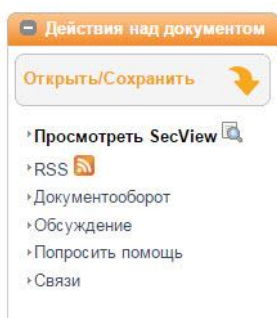 Действия над документом
Открыть/Сохранить
Просмотреть SecView
RSS
Документооборот
Обсуждение
Попросить помощь
Связи